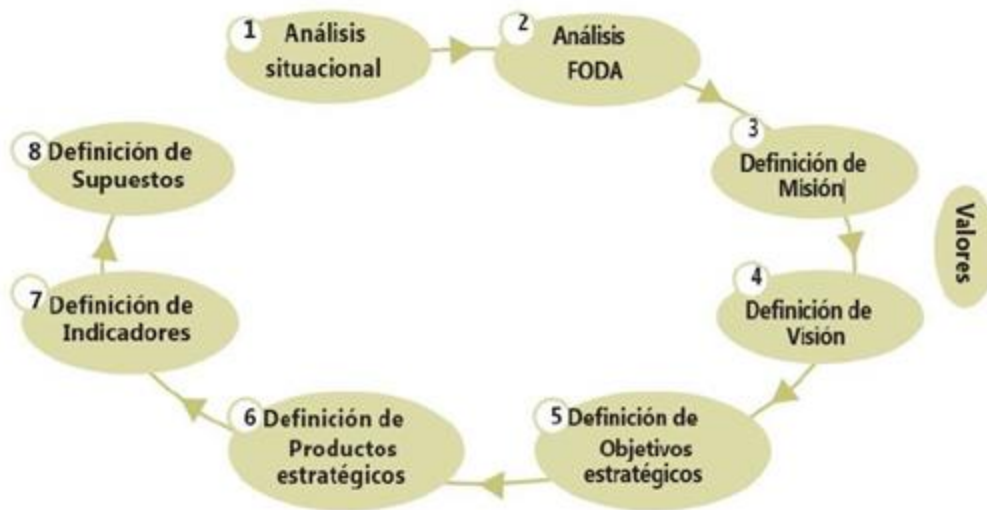 1 Análisis
situacional
2 Análisis
FODA
3
Definición de
Misión
Valores
4
Definición de
Visión
5 Definición de
Objetivos
estratégicos
6 Definición de
Productos
estratégicos
7 Definición de
Indicadores
8 Definición de
Supuestos